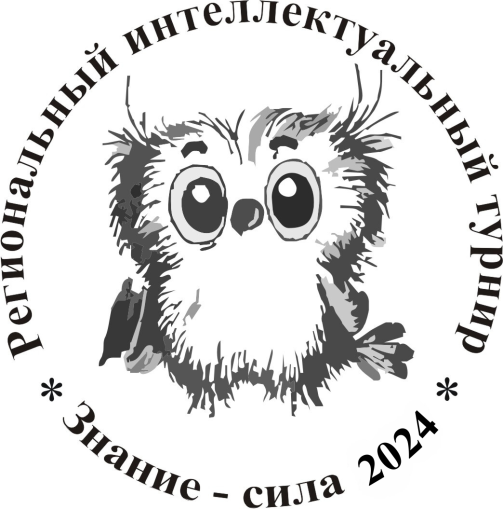 Региональный интеллектуальный турнир
* Знание - сила 2024 *